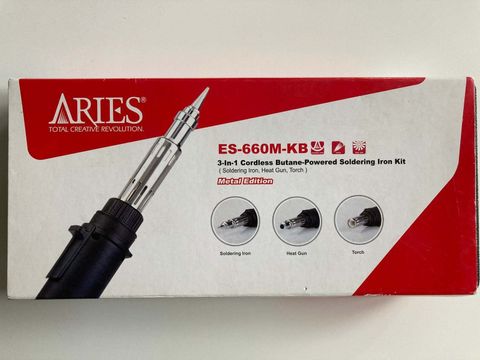 ARIES®
TOTAL CREATIVE REVOLUTION.
ES-660M-KB
3-In-1 Cordless Butane-Powered Soldering Iron Kit
( Soldering Iron, Heat Gun, Torch )
Metal Edition
Soldering Iron
Heat Gun
Torch